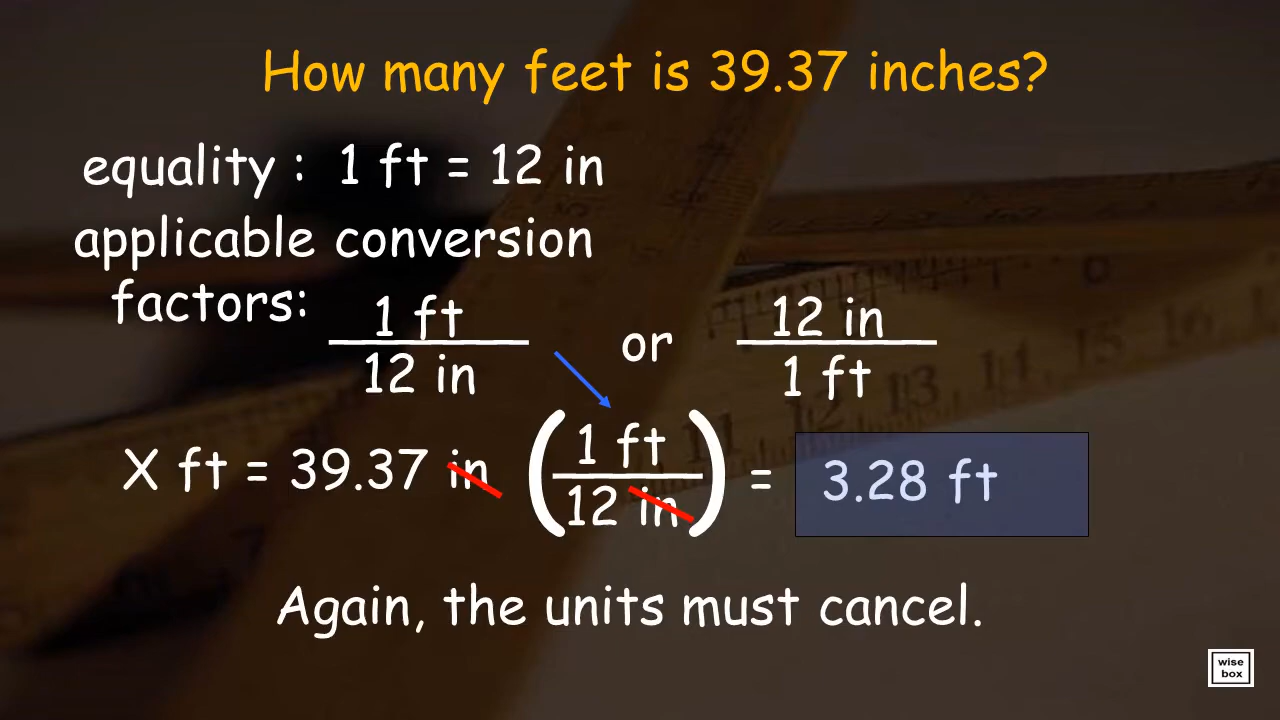 How many feet is 39.37 inches?
equality : 1 ft = 12 in
applicable conversion
factors:
1 ft
12 in
or
12 in
1 ft
X ft = 39.37 in ( 1 ft / 12 in ) = 3.28 ft
Again, the units must cancel.
wise
box